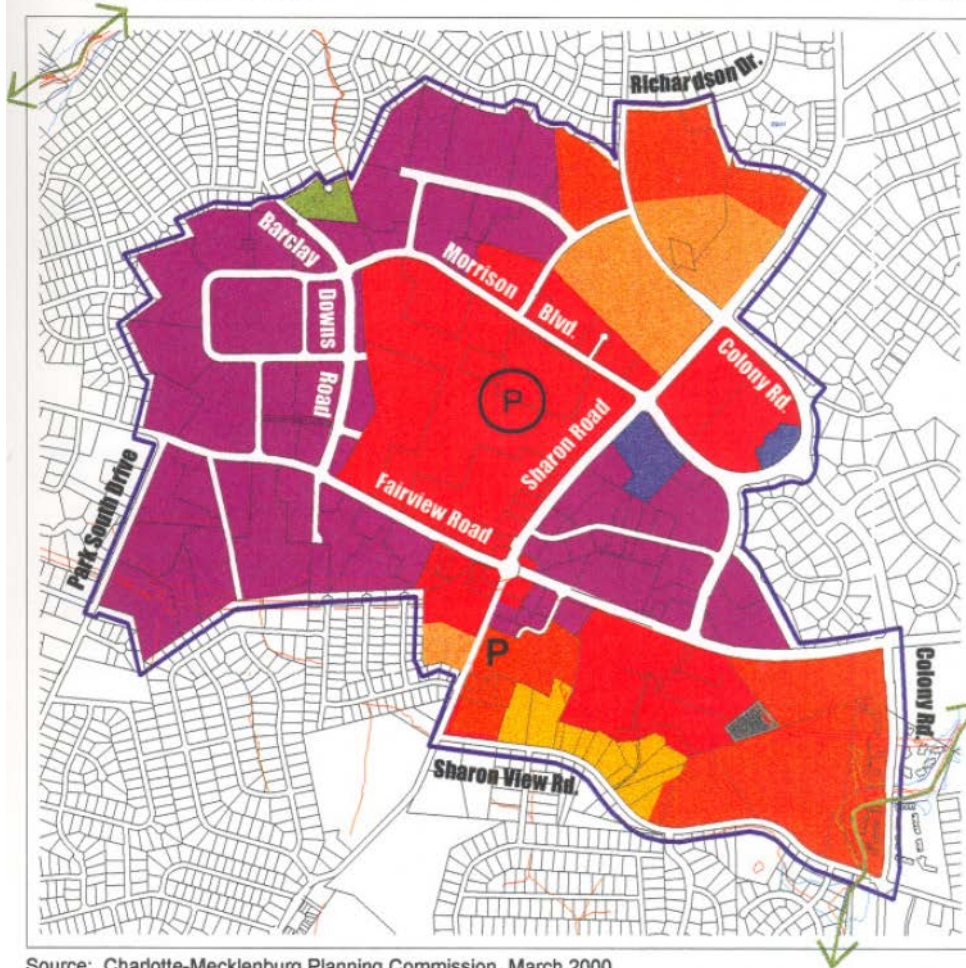 Richardson Dr.
Barclay
Downs
Road
Morrison
Blvd.
Colony Rd.
P
Sharon Road
Fairview Road
Park South Drive
P
Colony Rd.
Sharon View Rd.
Source: Charlotte-Mecklenburg Planning Commission, March 2000